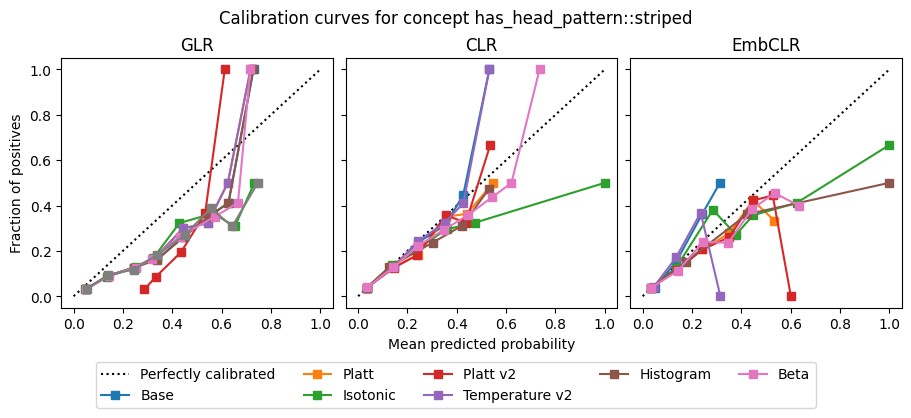 Calibration curves for concept has_head_pattern::striped
GLR
CLR
EmbCLR
Fraction of positives
1.0
0.8
0.6
0.4
0.2
0.0
0.0 0.2 0.4 0.6 0.8 1.0
0.0 0.2 0.4 0.6 0.8 1.0
0.0 0.2 0.4 0.6 0.8 1.0
Mean predicted probability
Perfectly calibrated Platt Platt v2 Histogram Beta
Base Isotonic Temperature v2